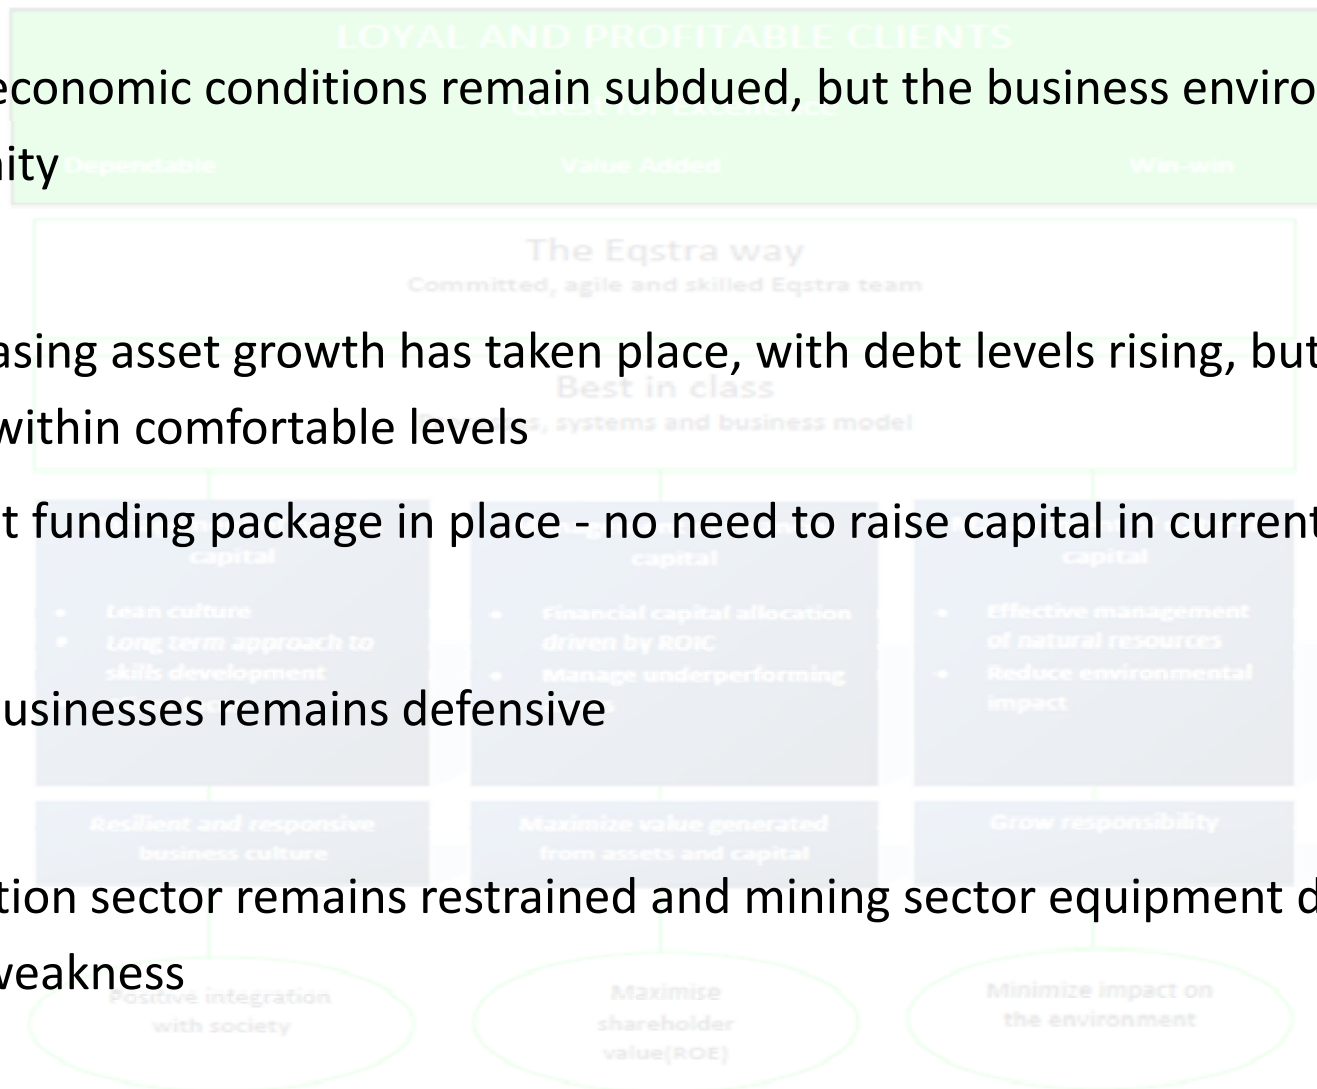 LOYAL AND PROFITABLE CLIENTS
economic conditions remain subdued, but the business enviro
nity
Dependable Value Added Win-win
The Eqstra way
Committed, agile and skilled Eqstra team
asing asset growth has taken place, with debt levels rising, but
Best in class
within comfortable levels
systems and business model
t funding package in place - no need to raise capital in current
capital capital capital
• Lean culture
• Long term approach to
skills development
• Financial capital allocation
driven by ROIC
• Manage underperforming
• Effective management
of natural resources
• Reduce environmental
impact
usinesses remains defensive
Resilient and responsive
business culture
Maximize value generated
from assets and capital
Grow responsibility
tion sector remains restrained and mining sector equipment d
weakness
Positive integration
with society
Maximise
shareholder
value(ROE)
Minimize impact on
the environment